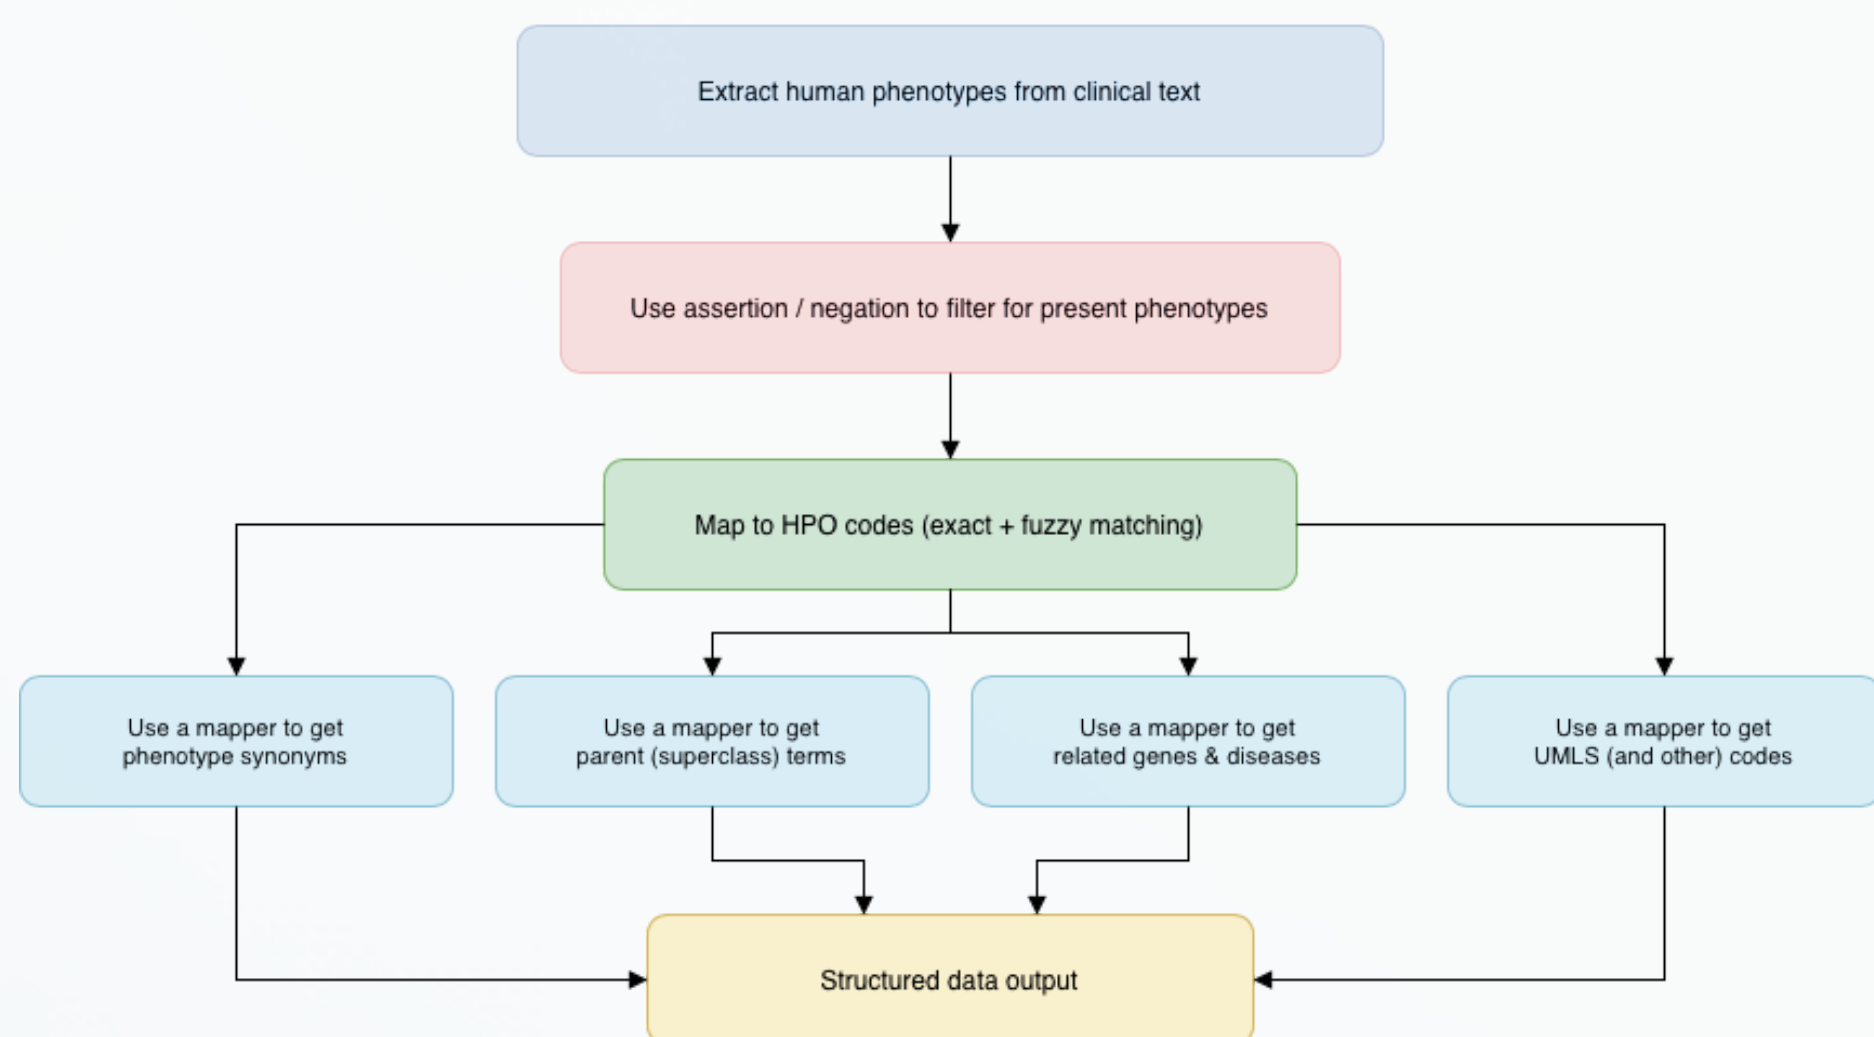 Extract human phenotypes from clinical text
Use assertion / negation to filter for present phenotypes
Map to HPO codes (exact + fuzzy matching)
Use a mapper to get
phenotype synonyms
Use a mapper to get
parent (superclass) terms
Use a mapper to get
related genes & diseases
Use a mapper to get
UMLS (and other) codes
Structured data output